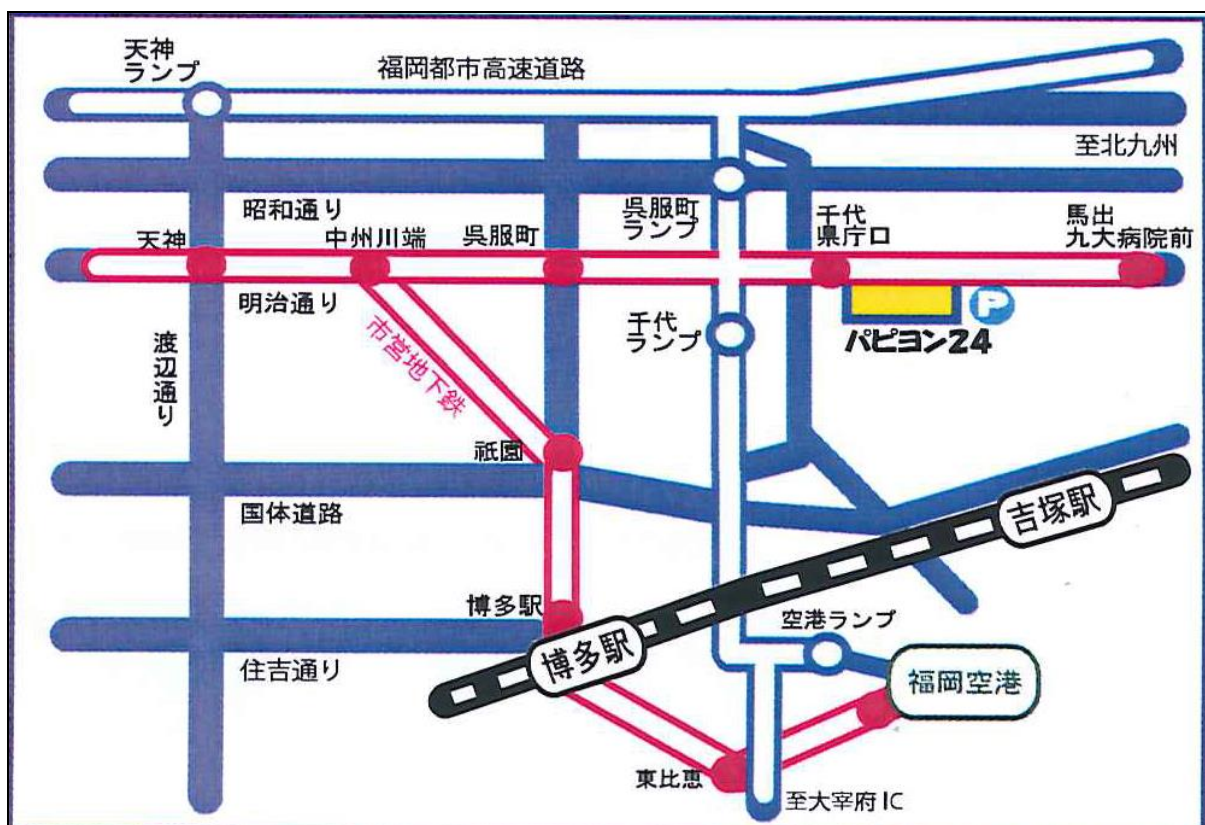 天神
ランプ
福岡都市高速道路
至北九州
昭和通り
呉服町
ランプ
千代
県庁口
馬出
九大病院前
天神
中州川端
呉服町
明治通り
千代
ランプ
P
パピヨン24
渡辺通り
市営地下鉄
祇園
国体道路
吉塚駅
博多駅
空港ランプ
住吉通り
博多駅
福岡空港
東比恵
至大宰府IC